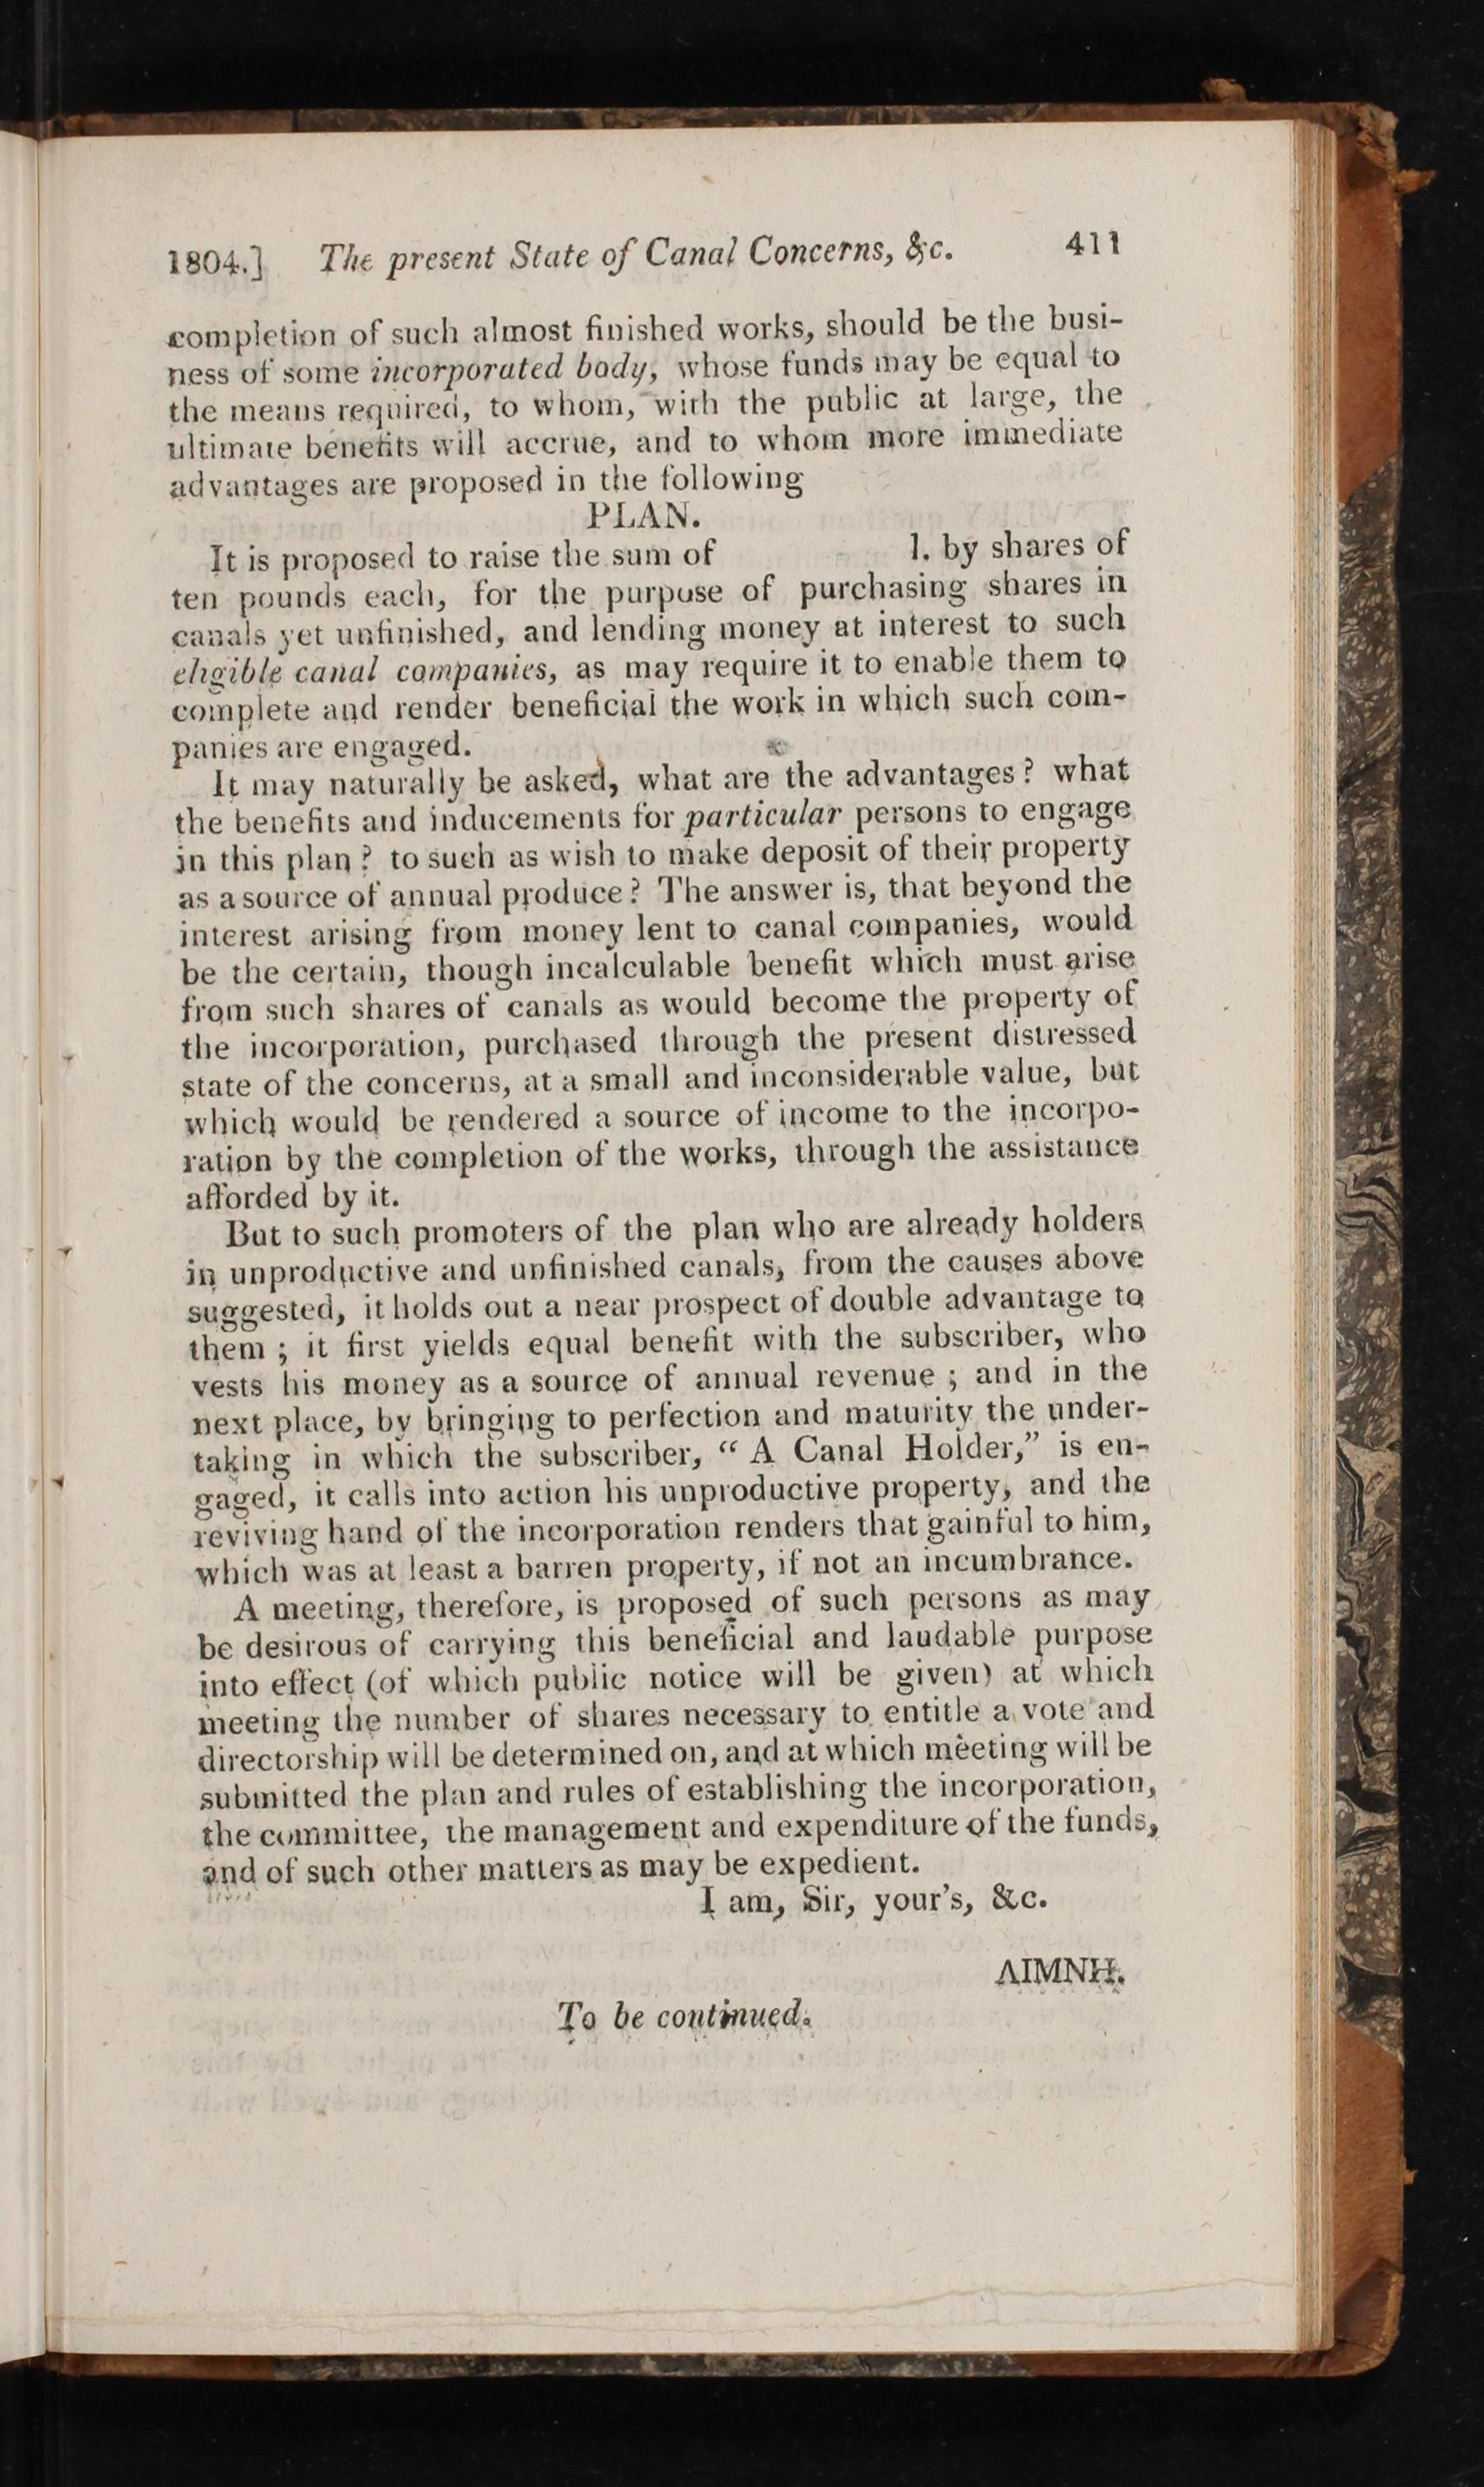 1804.] The present State of Canal Concerns, &c. 411
completion of such almost finished works, should be the busi-
ness of some incorporated body, whose funds may be equal to
the means required, to whom, with the public at large, the
ultimate benefits will accrue, and to whom more immediate
advantages are proposed in the following
PLAN.
It is proposed to raise the sum of l. by shares of
ten pounds each, for the purpose of purchasing shares in
canals yet unfinished, and lending money at interest to such
eligible canal companies, as may require it to enable them to
complete and render beneficial the work in which such com-
panies are engaged.
It may naturally be asked, what are the advantages? what
the benefits and inducements for particular persons to engage
in this plan? to such as wish to make deposit of their property
as a source of annual produce? The answer is, that beyond the
interest arising from money lent to canal companies, would
be the certain, though incalculable benefit which must arise
from such shares of canals as would become the property of
the incorporation, purchased through the present distressed
state of the concerns, at a small and inconsiderable value, but
which would be rendered a source of income to the incorpo-
ration by the completion of the works, through the assistance
afforded by it.
But to such promoters of the plan who are already holders
in unproductive and unfinished canals, from the causes above
suggested, it holds out a near prospect of double advantage to
them ; it first yields equal benefit with the subscriber, who
vests his money as a source of annual revenue ; and in the
next place, by bringing to perfection and maturity the under-
taking in which the subscriber, “ A Canal Holder,” is en-
gaged, it calls into action his unproductive property, and the
reviving hand of the incorporation renders that gainful to him,
which was at least a barren property, if not an incumbrance.
A meeting, therefore, is proposed of such persons as may
be desirous of carrying this beneficial and laudable purpose
into effect (of which public notice will be given) at which
meeting the number of shares necessary to entitle a vote and
directorship will be determined on, and at which meeting will be
submitted the plan and rules of establishing the incorporation,
the committee, the management and expenditure of the funds,
and of such other matters as may be expedient.
I am, Sir, your's, &c.
ΛΙΜΝΗ.
To be continued.